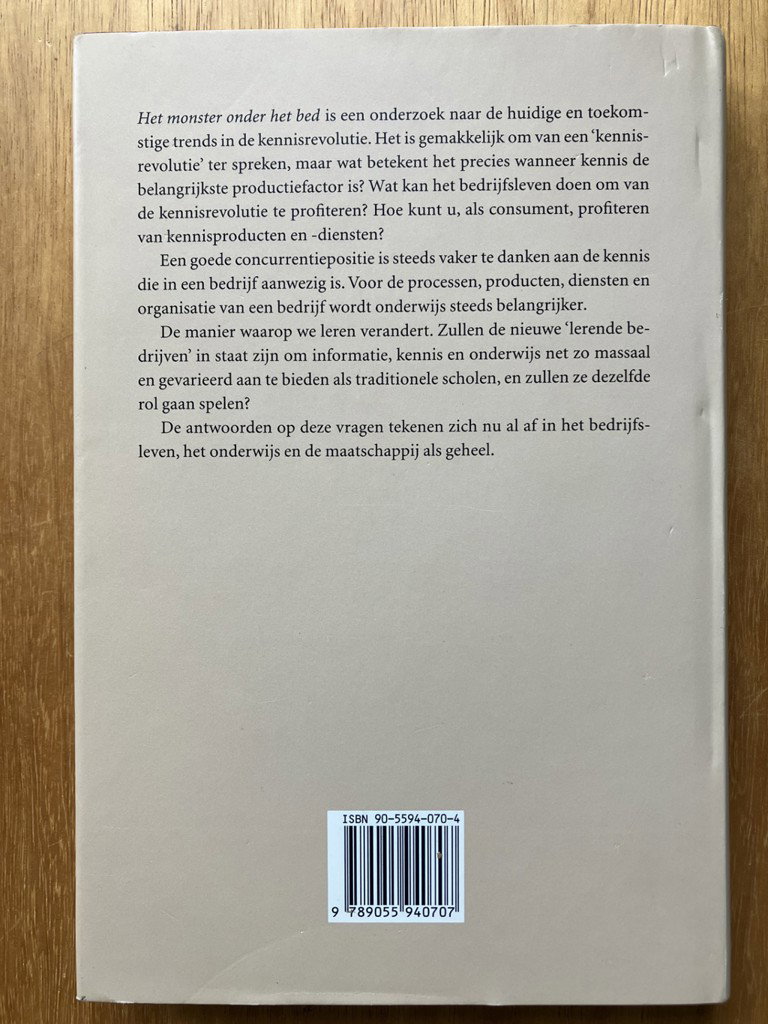 Het monster onder het bed is een onderzoek naar de huidige en toekom-
stige trends in de kennisrevolutie. Het is gemakkelijk om van een ‘kennis-
revolutie’ ter spreken, maar wat betekent het precies wanneer kennis de
belangrijkste productiefactor is? Wat kan het bedrijfsleven doen om van
de kennisrevolutie te profiteren? Hoe kunt u, als consument, profiteren
van kennisproducten en -diensten?
Een goede concurrentiepositie is steeds vaker te danken aan de kennis
die in een bedrijf aanwezig is. Voor de processen, producten, diensten en
organisatie van een bedrijf wordt onderwijs steeds belangrijker.
De manier waarop we leren verandert. Zullen de nieuwe ‘lerende be-
drijven’ in staat zijn om informatie, kennis en onderwijs net zo massaal
en gevarieerd aan te bieden als traditionele scholen, en zullen ze dezelfde
rol gaan spelen?
De antwoorden op deze vragen tekenen zich nu al af in het bedrijfs-
leven, het onderwijs en de maatschappij als geheel.
ISBN 90-5594-070-4
9 789055 940707